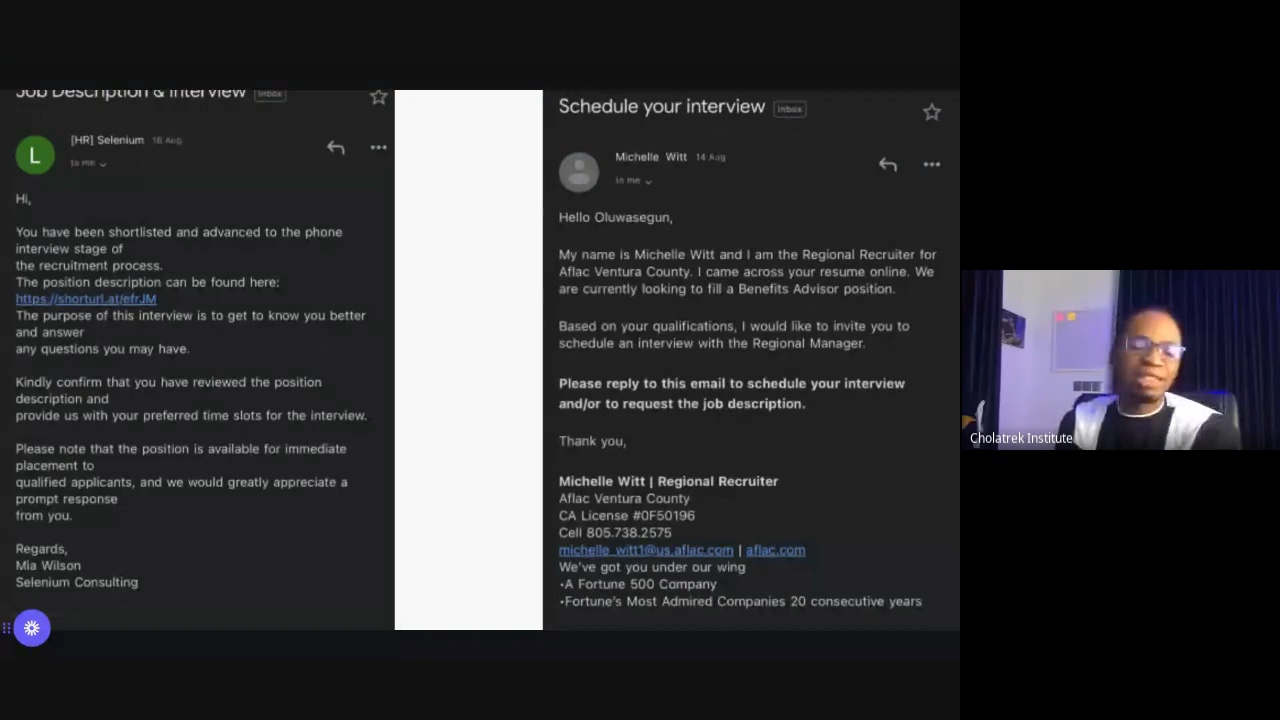 Job Description & Interview Inbox
[HR] Selenium 16 Aug
L
to me
Hi,
You have been shortlisted and advanced to the phone
interview stage of
the recruitment process.
The position description can be found here:
https://shorturl.at/efrJM
The purpose of this interview is to get to know you better
and answer
any questions you may have.
Kindly confirm that you have reviewed the position
description and
provide us with your preferred time slots for the interview.
Please note that the position is available for immediate
placement to
qualified applicants, and we would greatly appreciate a
prompt response
from you.
Regards,
Mia Wilson
Selenium Consulting
Schedule your interview Inbox
Michelle Witt 14 Aug
to me
Hello Oluwasegun,
My name is Michelle Witt and I am the Regional Recruiter for
Aflac Ventura County. I came across your resume online. We
are currently looking to fill a Benefits Advisor position.
Based on your qualifications, I would like to invite you to
schedule an interview with the Regional Manager.
Please reply to this email to schedule your interview
and/or to request the job description.
Thank you,
Michelle Witt | Regional Recruiter
Aflac Ventura County
CA License #0F50196
Cell 805.738.2575
michelle_witt1@us.aflac.com | aflac.com
We've got you under our wing
•A Fortune 500 Company
•Fortune's Most Admired Companies 20 consecutive years
Cholatrek Institute